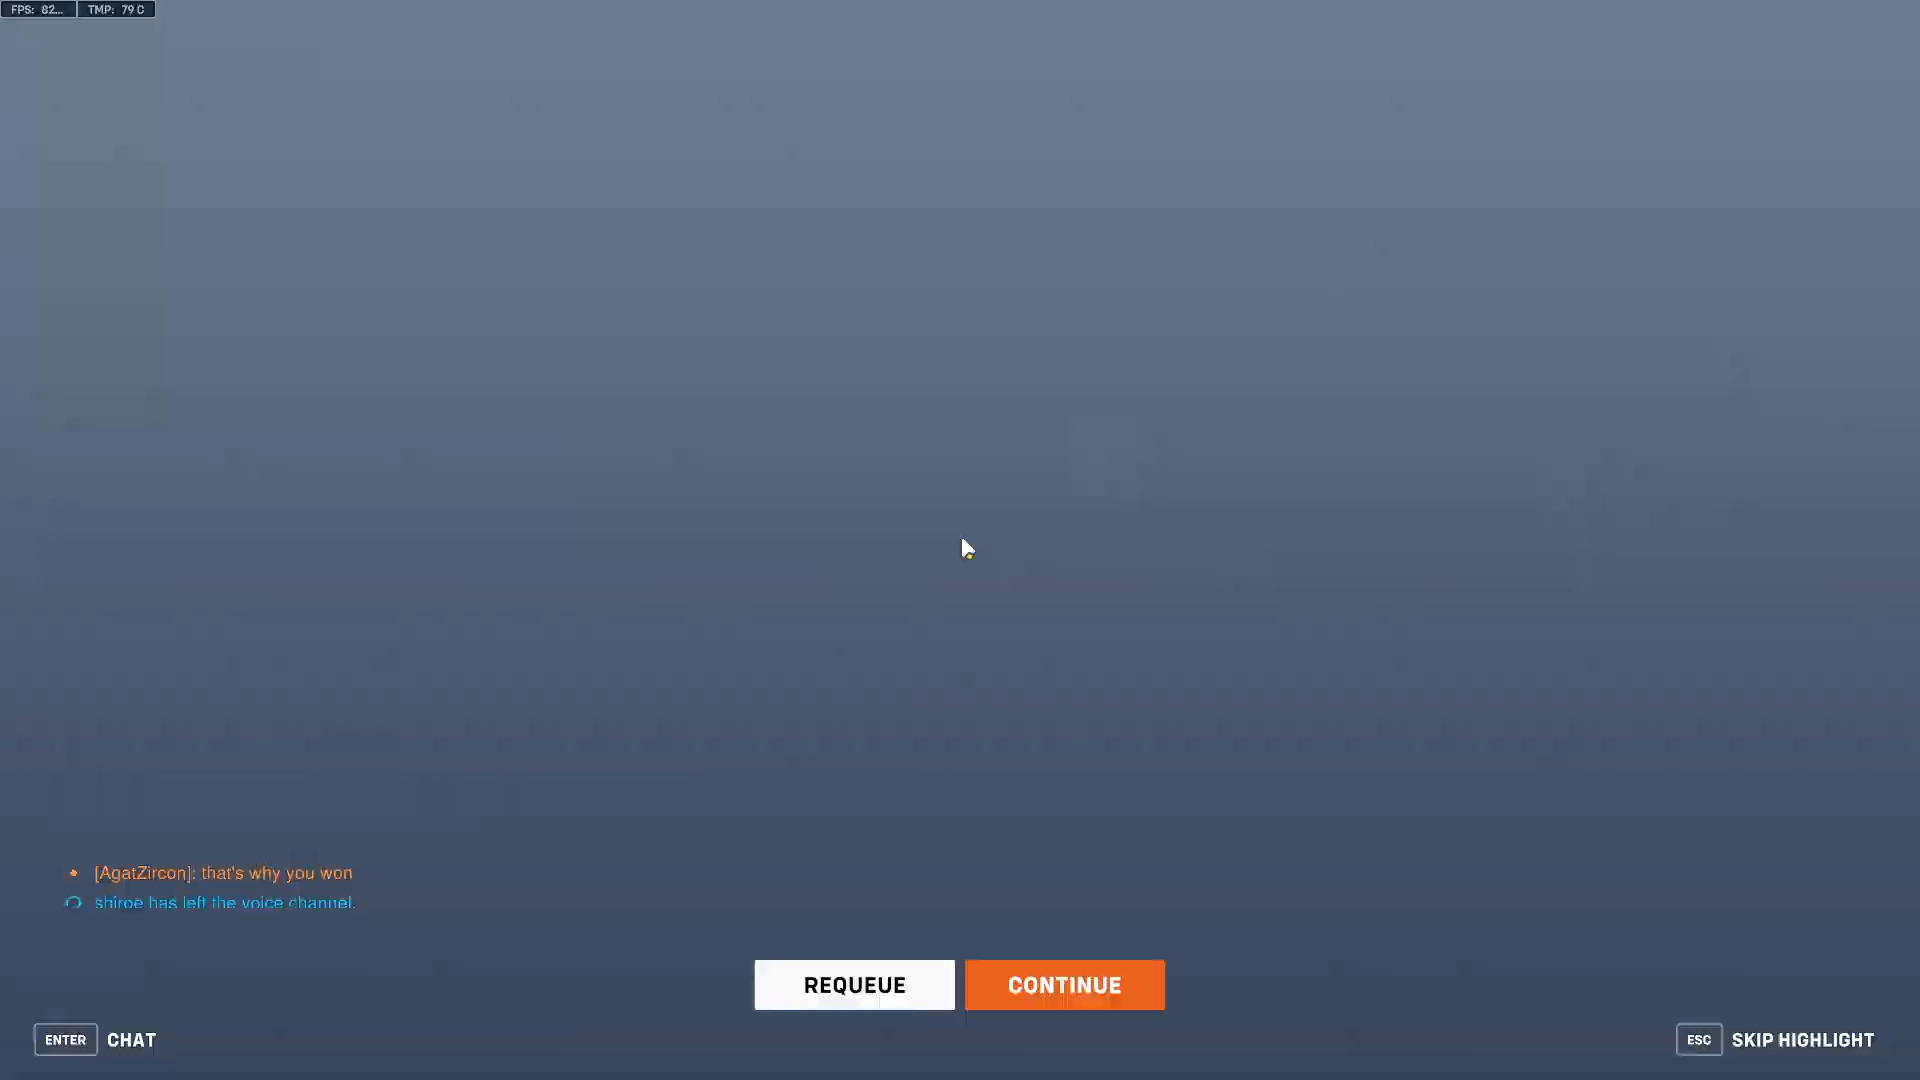 FPS: 82... TMP: 79 C
[AgatZircon]: that's why you won
shiroe has left the voice channel.
REQUEUE CONTINUE
ENTER CHAT
ESC SKIP HIGHLIGHT